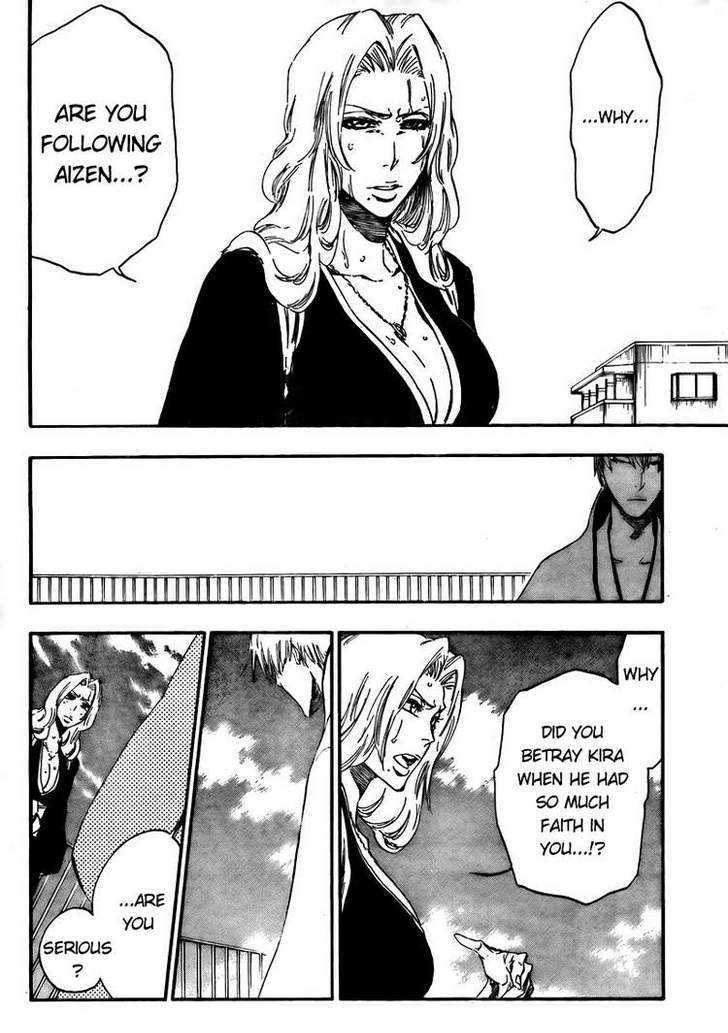 ...WHY...
ARE YOU
FOLLOWING
AIZEN...?
WHY
...
DID YOU
BETRAY KIRA
WHEN HE HAD
SO MUCH
FAITH IN
YOU...!?
...ARE
YOU
SERIOUS
?